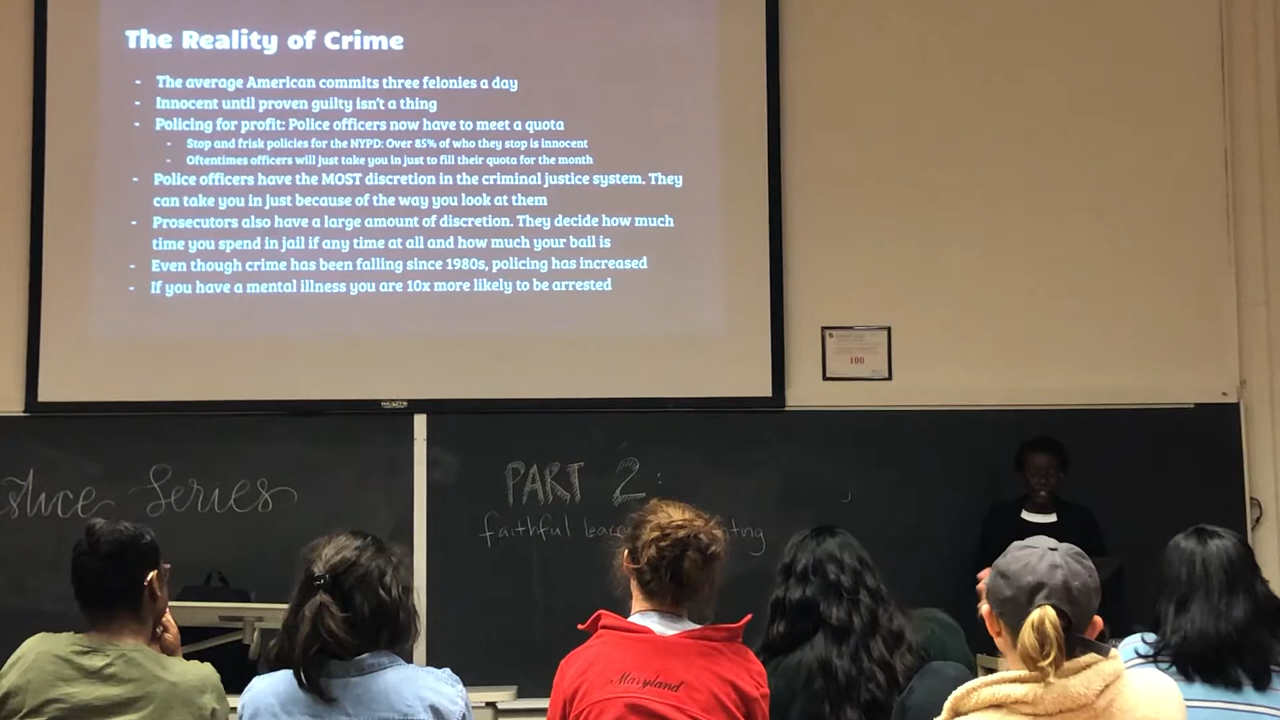 The Reality of Crime
- The average American commits three felonies a day
- Innocent until proven guilty isn't a thing
- Policing for profit: Police officers now have to meet a quota
- Stop and frisk policies for the NYPD: Over 85% of who they stop is innocent
- Oftentimes officers will just take you in just to fill their quota for the month
- Police officers have the MOST discretion in the criminal justice system. They
can take you in just because of the way you look at them
- Prosecutors also have a large amount of discretion. They decide how much
time you spend in jail if any time at all and how much your bail is
- Even though crime has been falling since 1980s, policing has increased
- If you have a mental illness you are 10x more likely to be arrested
100
DA-LITE
Series
PART 2:
faithful
Maryland